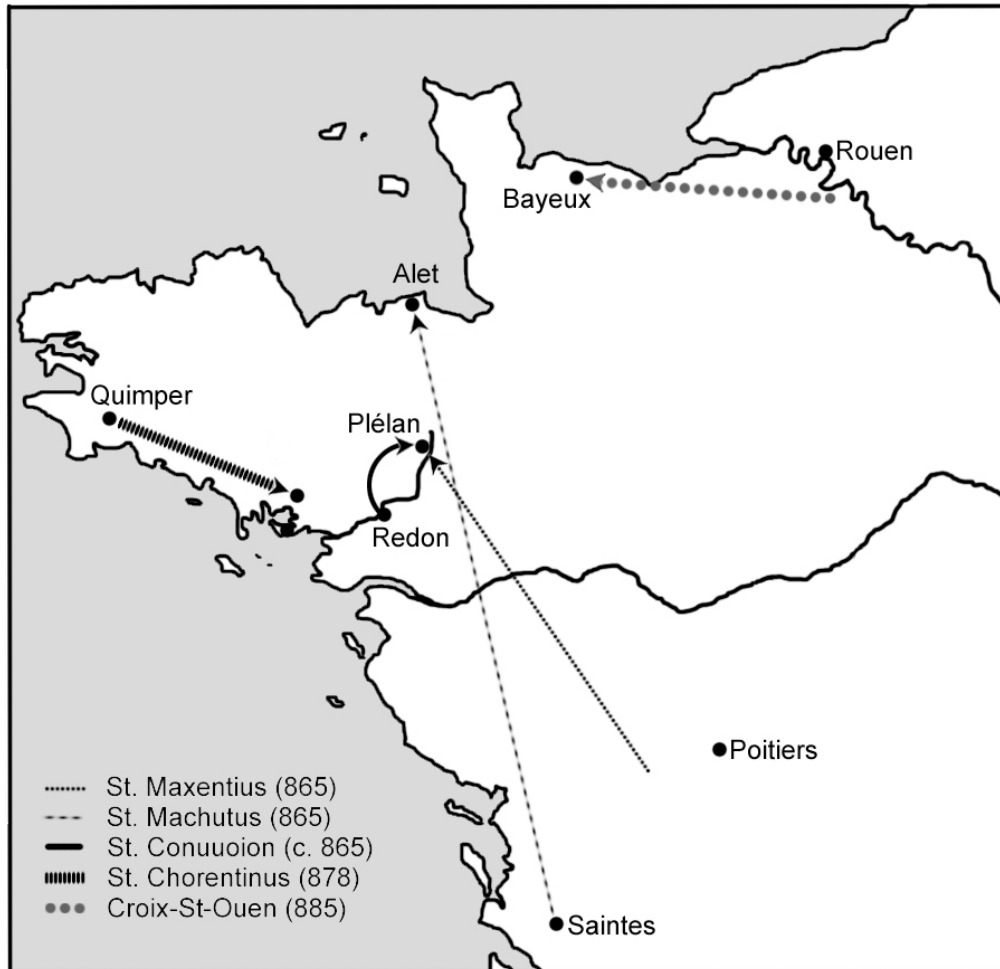 Rouen
Bayeux
Alet
Quimper
Plélan
Redon
Poitiers
St. Maxentius (865)
St. Machutus (865)
St. Conuuoion (c. 865)
St. Chorentinus (878)
Croix-St-Ouen (885)
Saintes